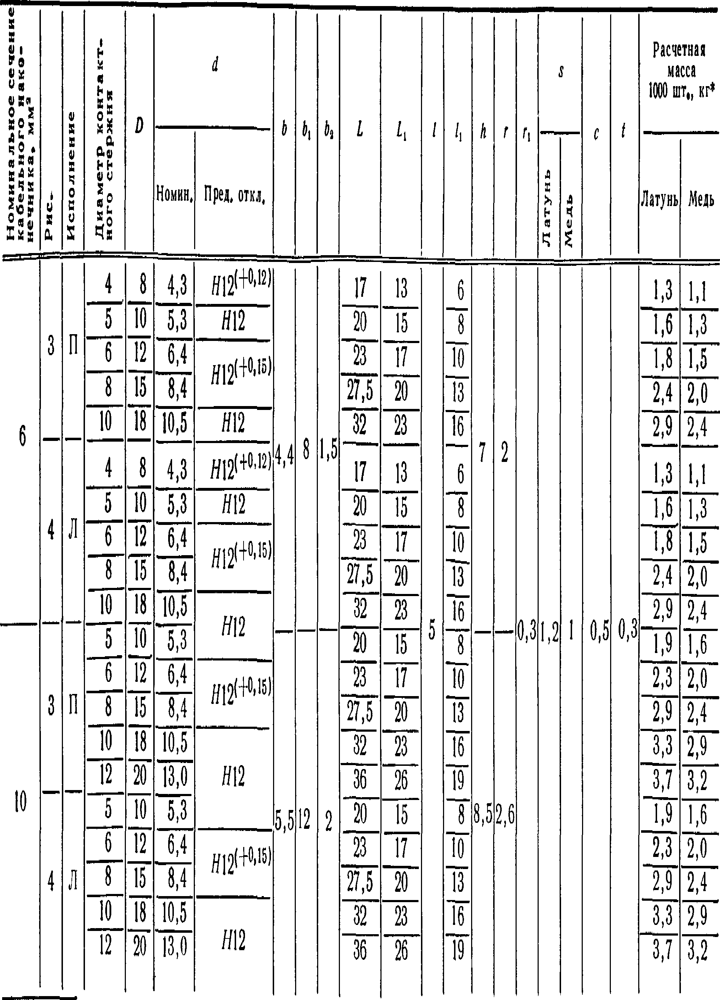 Номинальное сечение
кабельного нако-
нечника, мм²
Рис.
Исполнение
Диаметр контакт-
ного стержня
D
d
Номин. Пред. откл.
b b₁ b₂ L L₁ l l₁ h r r₁
s
Латунь
Медь
c t
Расчетная
масса
1000 шт., кг*
Латунь Медь
4 8 4,3 H12(+0,12) 17 13 6 1,3 1,1
5 10 5,3 H12 20 15 8 1,6 1,3
3 П
6 12 6,4 23 17 10 1,8 1,5
H12(+0,15)
8 15 8,4 27,5 20 13 2,4 2,0
10 18 10,5 H12 32 23 16 2,9 2,4
6 4,4 8 1,5 7 2
4 8 4,3 H12(+0,12) 17 13 6 1,3 1,1
5 10 5,3 H12 20 15 8 1,6 1,3
4 Л
6 12 6,4 23 17 10 1,8 1,5
H12(+0,15)
8 15 8,4 27,5 20 13 2,4 2,0
10 18 10,5 32 23 16 2,9 2,4
H12 5 0,3 1,2 1 0,5 0,3
5 10 5,3 20 15 8 1,9 1,6
6 12 6,4 23 17 10 2,3 2,0
H12(+0,15)
3 П
8 15 8,4 27,5 20 13 2,9 2,4
10 18 10,5 32 23 16 3,3 2,9
H12
12 20 13,0 36 26 19 3,7 3,2
10 5,5 12 2 8,5 2,6
5 10 5,3 20 15 8 1,9 1,6
6 12 6,4 23 17 10 2,3 2,0
H12(+0,15)
4 Л
8 15 8,4 27,5 20 13 2,9 2,4
10 18 10,5 32 23 16 3,3 2,9
H12
12 20 13,0 36 26 19 3,7 3,2